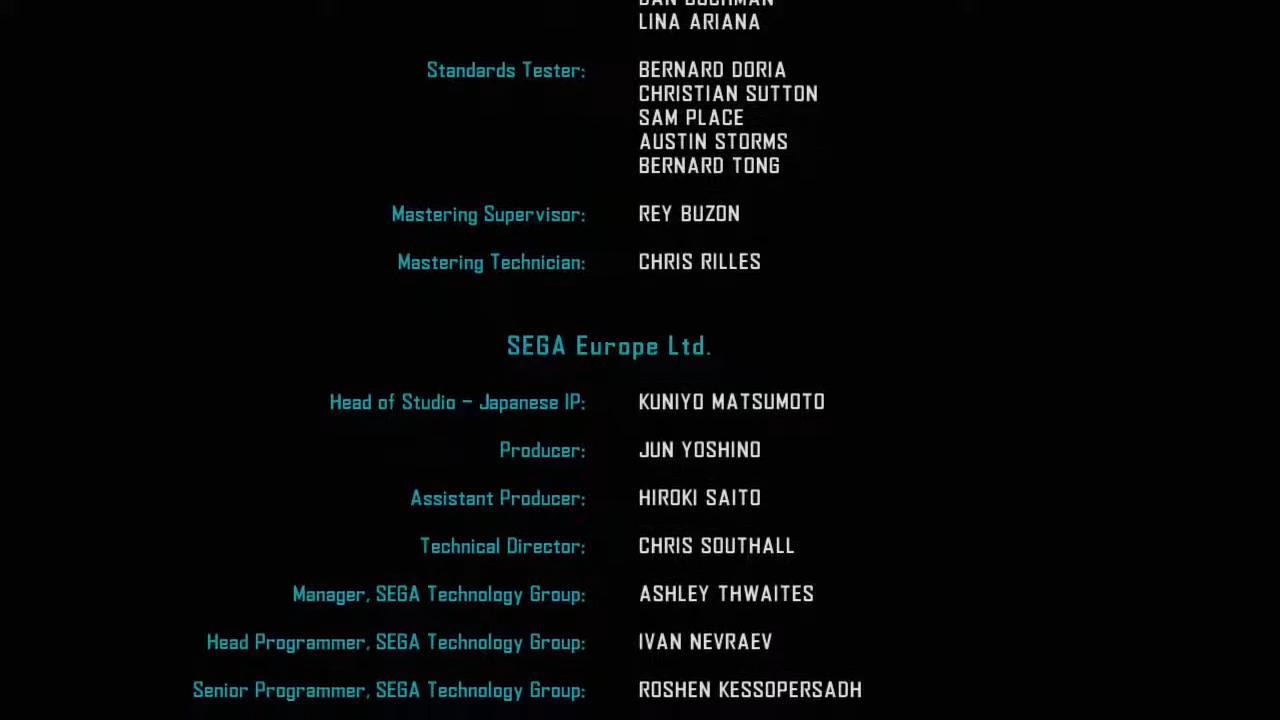 LINA ARIANA
Standards Tester: BERNARD DORIA
CHRISTIAN SUTTON
SAM PLACE
AUSTIN STORMS
BERNARD TONG
Mastering Supervisor: REY BUZON
Mastering Technician: CHRIS RILLES
SEGA Europe Ltd.
Head of Studio – Japanese IP: KUNIYO MATSUMOTO
Producer: JUN YOSHINO
Assistant Producer: HIROKI SAITO
Technical Director: CHRIS SOUTHALL
Manager, SEGA Technology Group: ASHLEY THWAITES
Head Programmer, SEGA Technology Group: IVAN NEVRAEV
Senior Programmer, SEGA Technology Group: ROSHEN KESSOPERSADH